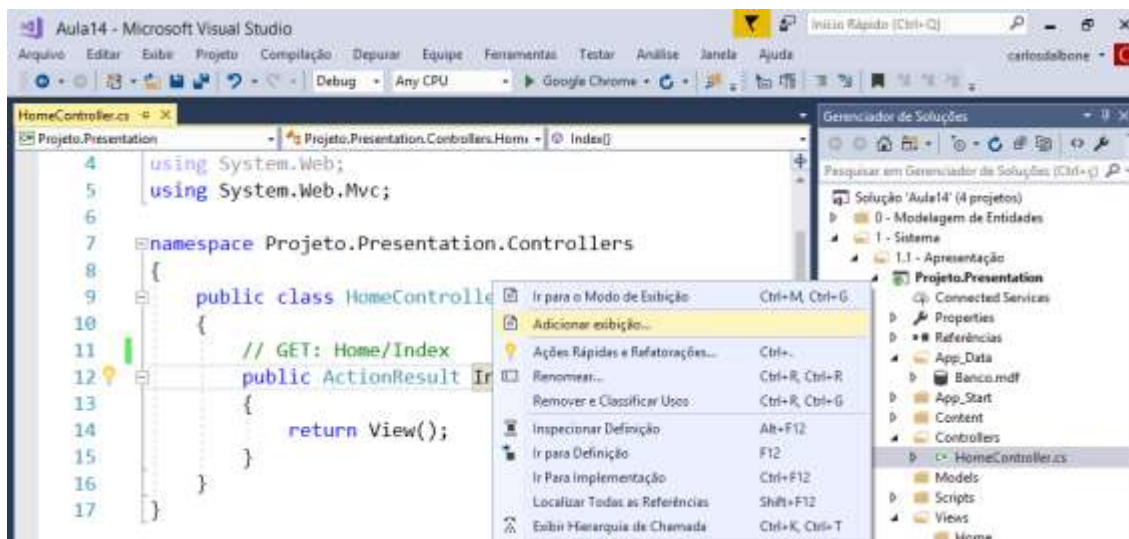 Aula14 - Microsoft Visual Studio
Início Rápido (Ctrl+Q)
Arquivo Editar Exibir Projeto Compilação Depurar Equipe Ferramentas Testar Análise Janela Ajuda
carlosdalbone
Debug Any CPU Google Chrome
HomeController.cs
Projeto.Presentation
Projeto.Presentation.Controllers.Hom
Index()
4 using System.Web;
5 using System.Web.Mvc;
6
7 namespace Projeto.Presentation.Controllers
8 {
9 public class HomeControlle
10 {
11 // GET: Home/Index
12 public ActionResult In
13 {
14 return View();
15 }
16 }
17 }
Ir para o Modo de Exibição Ctrl+M, Ctrl+G
Adicionar exibição...
Ações Rápidas e Refatorações... Ctrl+.
Renomear... Ctrl+R, Ctrl+R
Remover e Classificar Usos Ctrl+R, Ctrl+G
Inspecionar Definição Alt+F12
Ir para Definição F12
Ir Para Implementação Ctrl+F12
Localizar Todas as Referências Shift+F12
Exibir Hierarquia de Chamada Ctrl+K, Ctrl+T
Gerenciador de Soluções
Pesquisar em Gerenciador de Soluções (Ctrl+ç)
Solução 'Aula14' (4 projetos)
0 - Modelagem de Entidades
1 - Sistema
1.1 - Apresentação
Projeto.Presentation
Connected Services
Properties
Referências
App_Data
Banco.mdf
App_Start
Content
Controllers
C# HomeController.cs
Models
Scripts
Views
Home